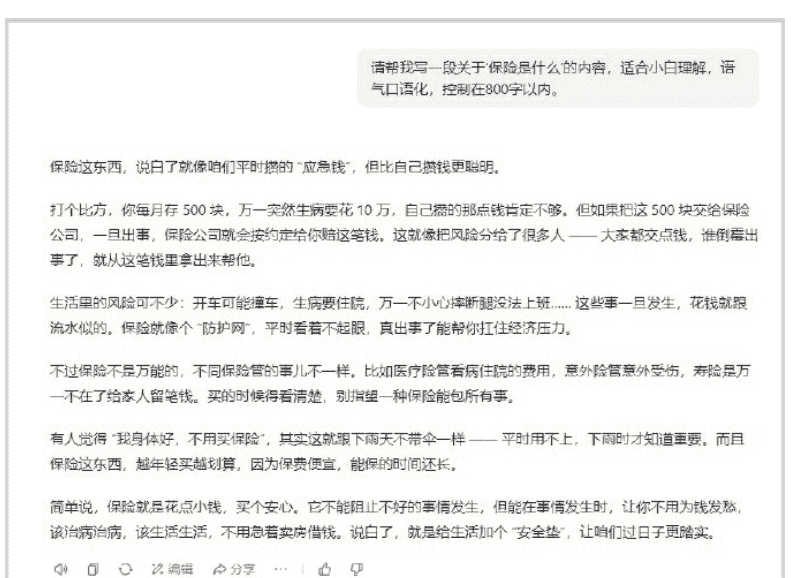 请帮我写一段关于'保险是什么'的内容，适合小白理解，语
气口语化，控制在800字以内。
保险这东西，说白了就像咱们平时攒的 “应急钱”，但比自己攒钱更聪明。
打个比方，你每月存 500 块，万一突然生病要花 10 万，自己攒的那点钱肯定不够。但如果把这 500 块交给保险
公司，一旦出事，保险公司就会按约定给你赔这笔钱。这就像把风险分给了很多人 —— 大家都交点钱，谁倒霉出
事了，就从这笔钱里拿出来帮他。
生活里的风险可不少：开车可能撞车，生病要住院，万一不小心摔断腿没法上班...... 这些事一旦发生，花钱就跟
流水似的。保险就像个 “防护网”，平时看着不起眼，真出事了能帮你扛住经济压力。
不过保险不是万能的，不同保险管的事儿不一样。比如医疗险管看病住院的费用，意外险管意外受伤，寿险是万
一不在了给家人留笔钱。买的时候得看清楚，别指望一种保险能包所有事。
有人觉得 “我身体好，不用买保险”，其实这就跟下雨天不带伞一样 —— 平时用不上，下雨时才知道重要。而且
保险这东西，越年轻买越划算，因为保费便宜，能保的时间还长。
简单说，保险就是花点小钱，买个安心。它不能阻止不好的事情发生，但能在事情发生时，让你不用为钱发愁，
该治病治病，该生活生活，不用急着卖房借钱。说白了，就是给生活加个 “安全垫”，让咱们过日子更踏实。
编辑 分享